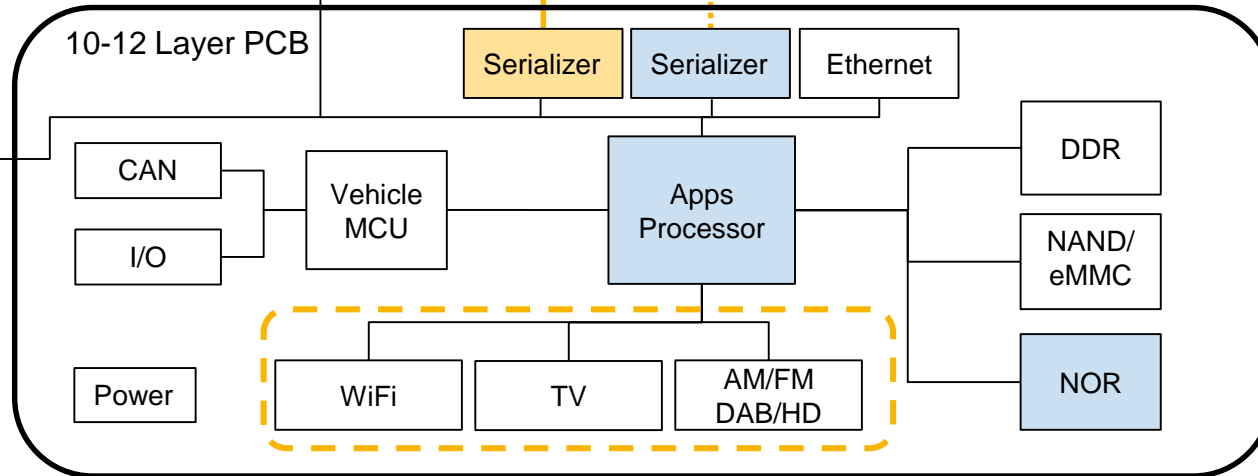 10-12 Layer PCB
Serializer
Serializer
Ethernet
CAN
I/O
Vehicle
MCU
Apps
Processor
DDR
NAND/
eMMC
NOR
Power
WiFi
TV
AM/FM
DAB/HD